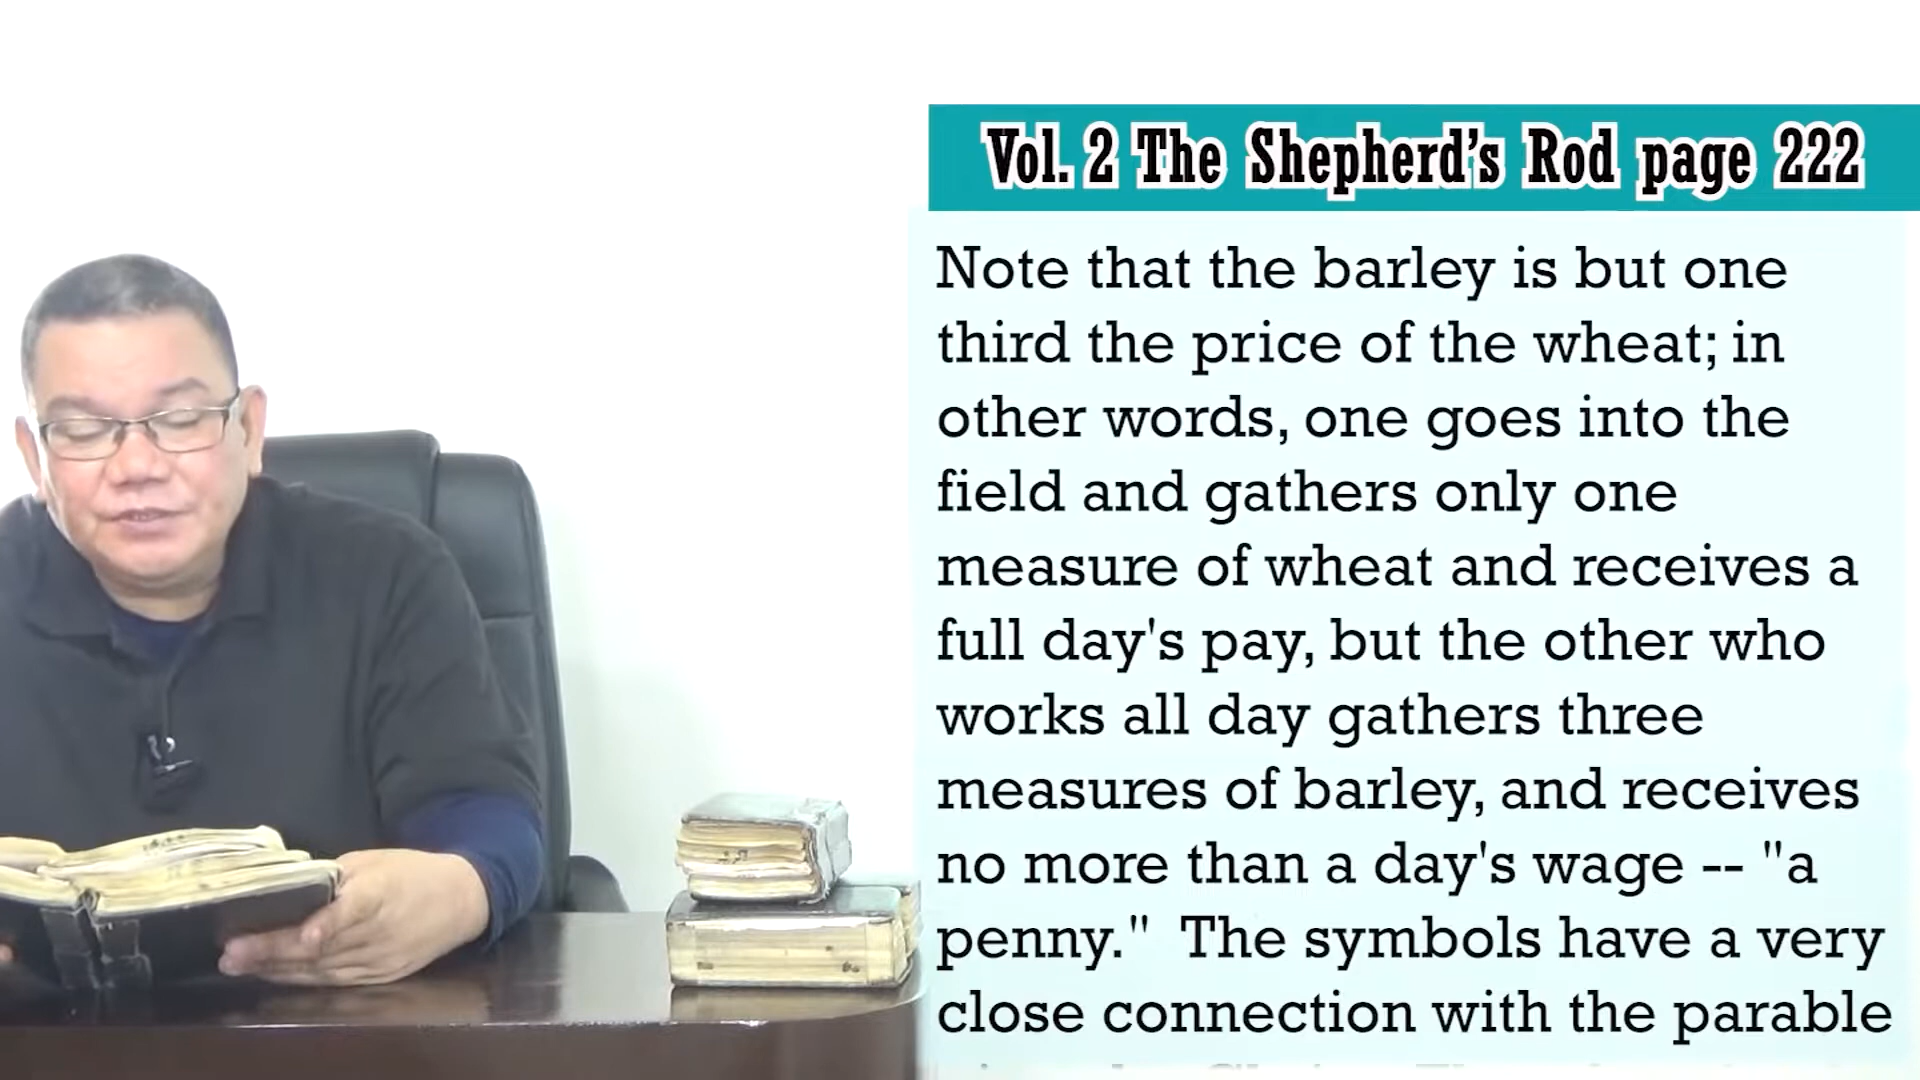 Vol. 2 The Shepherd's Rod page 222
Note that the barley is but one
third the price of the wheat; in
other words, one goes into the
field and gathers only one
measure of wheat and receives a
full day's pay, but the other who
works all day gathers three
measures of barley, and receives
no more than a day's wage -- "a
penny."  The symbols have a very
close connection with the parable